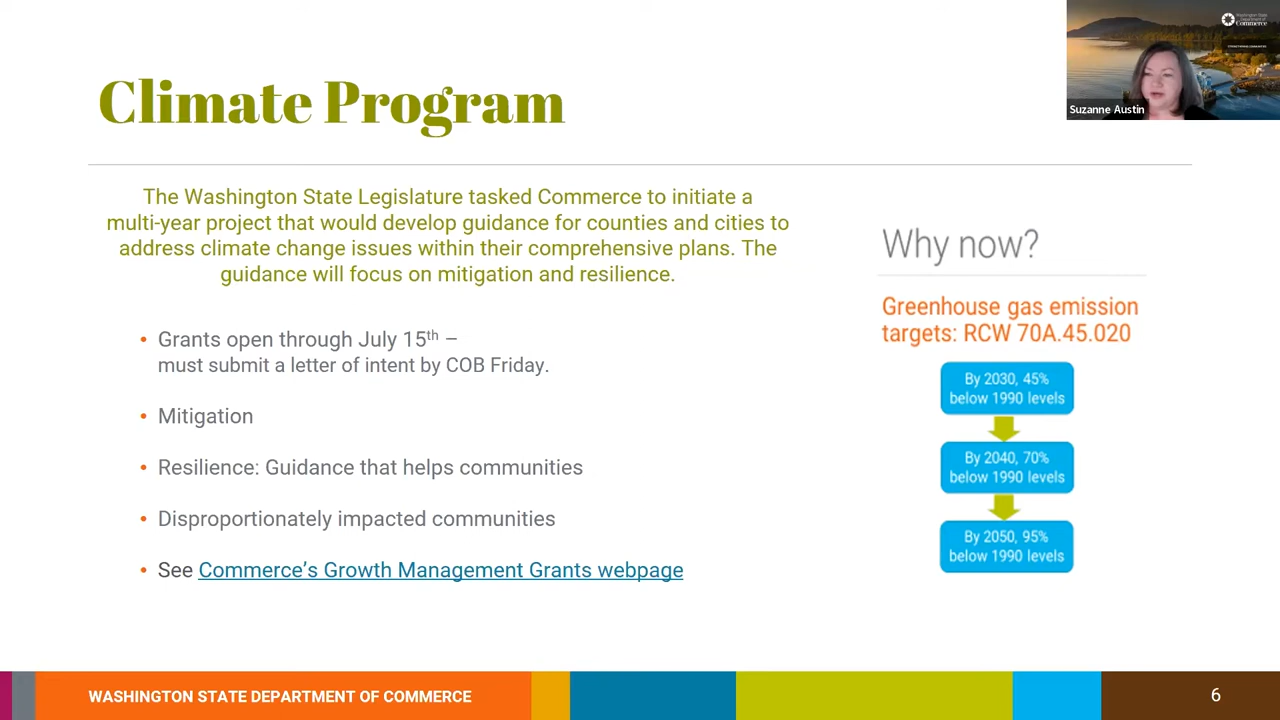 Climate Program
Washington State
Department of
Commerce
Suzanne Austin
The Washington State Legislature tasked Commerce to initiate a
multi-year project that would develop guidance for counties and cities to
address climate change issues within their comprehensive plans. The
guidance will focus on mitigation and resilience.
• Grants open through July 15th –
must submit a letter of intent by COB Friday.
• Mitigation
• Resilience: Guidance that helps communities
• Disproportionately impacted communities
• See Commerce’s Growth Management Grants webpage
Why now?
Greenhouse gas emission
targets: RCW 70A.45.020
By 2030, 45%
below 1990 levels
By 2040, 70%
below 1990 levels
By 2050, 95%
below 1990 levels
WASHINGTON STATE DEPARTMENT OF COMMERCE
6